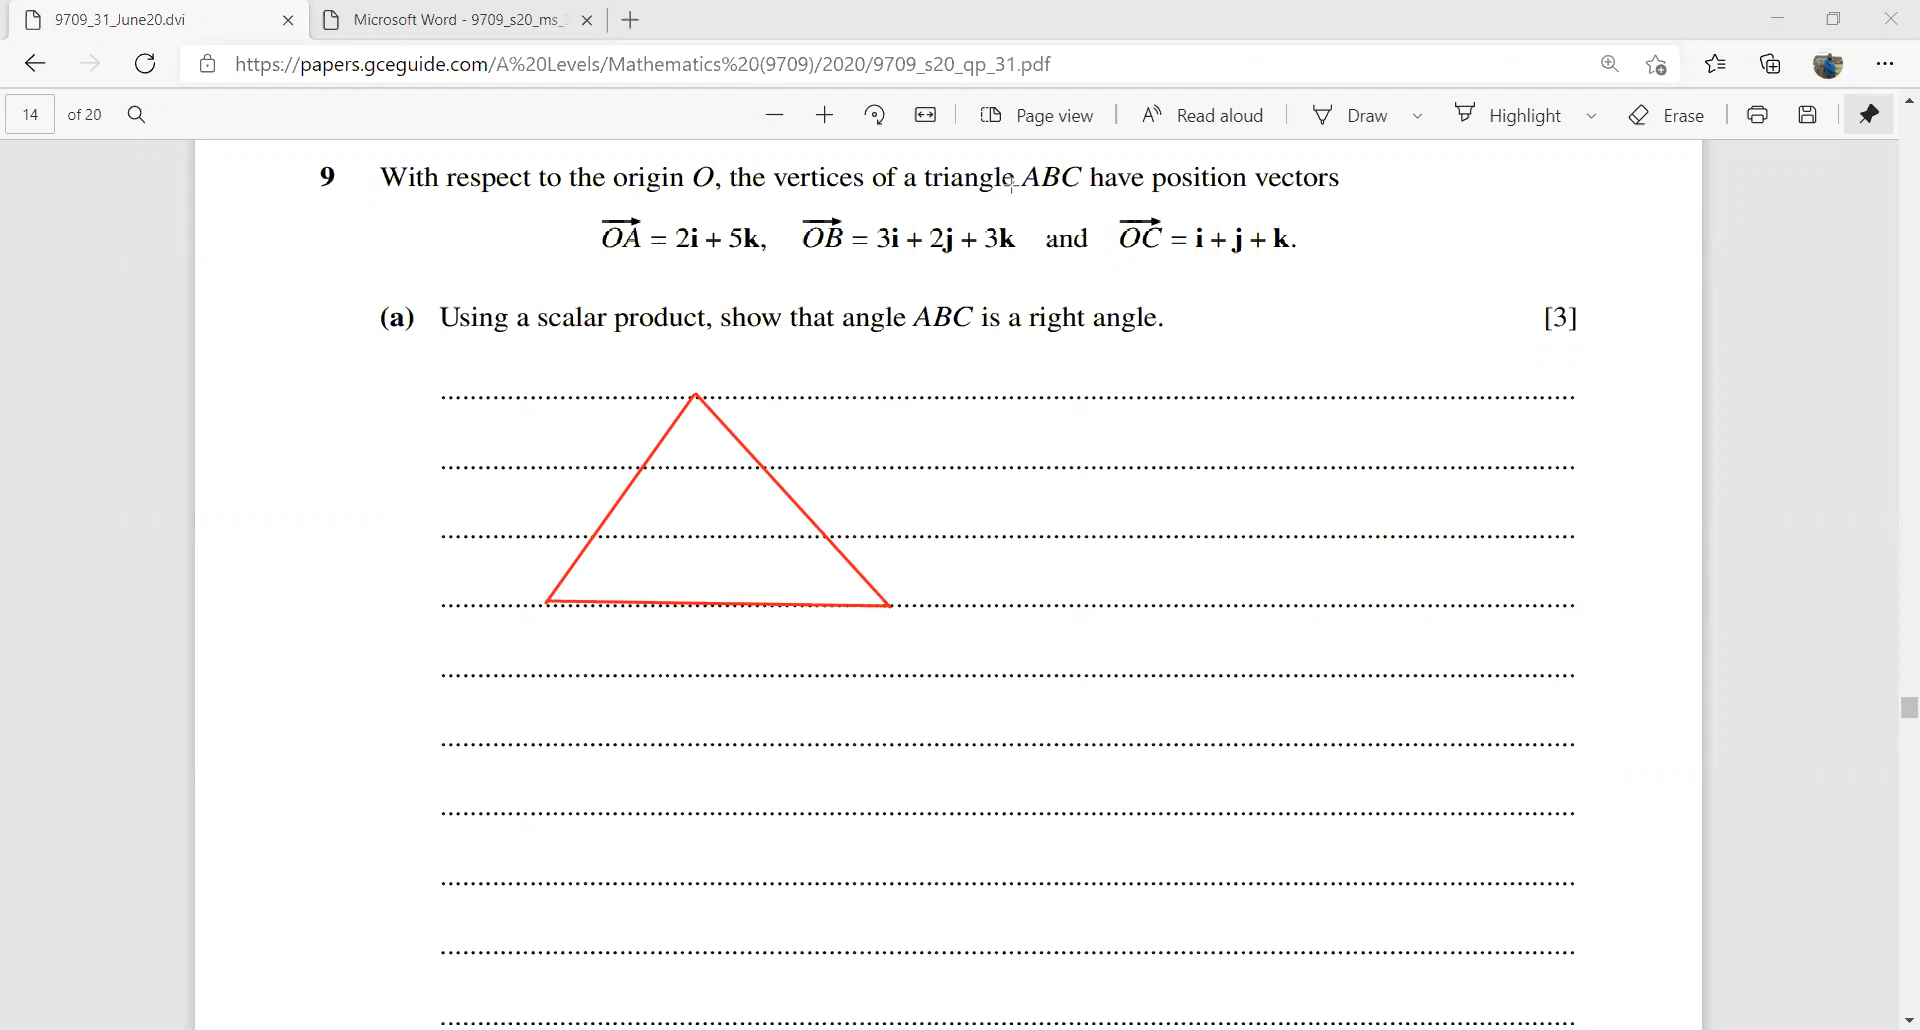 9709_31_June20.dvi
Microsoft Word - 9709_s20_ms_
https://papers.gceguide.com/A%20Levels/Mathematics%20(9709)/2020/9709_s20_qp_31.pdf
14 of 20
Page view
Read aloud
Draw
Highlight
Erase
9 With respect to the origin O, the vertices of a triangle ABC have position vectors
OA = 2i + 5k, OB = 3i + 2j + 3k and OC = i + j + k.
(a) Using a scalar product, show that angle ABC is a right angle. [3]